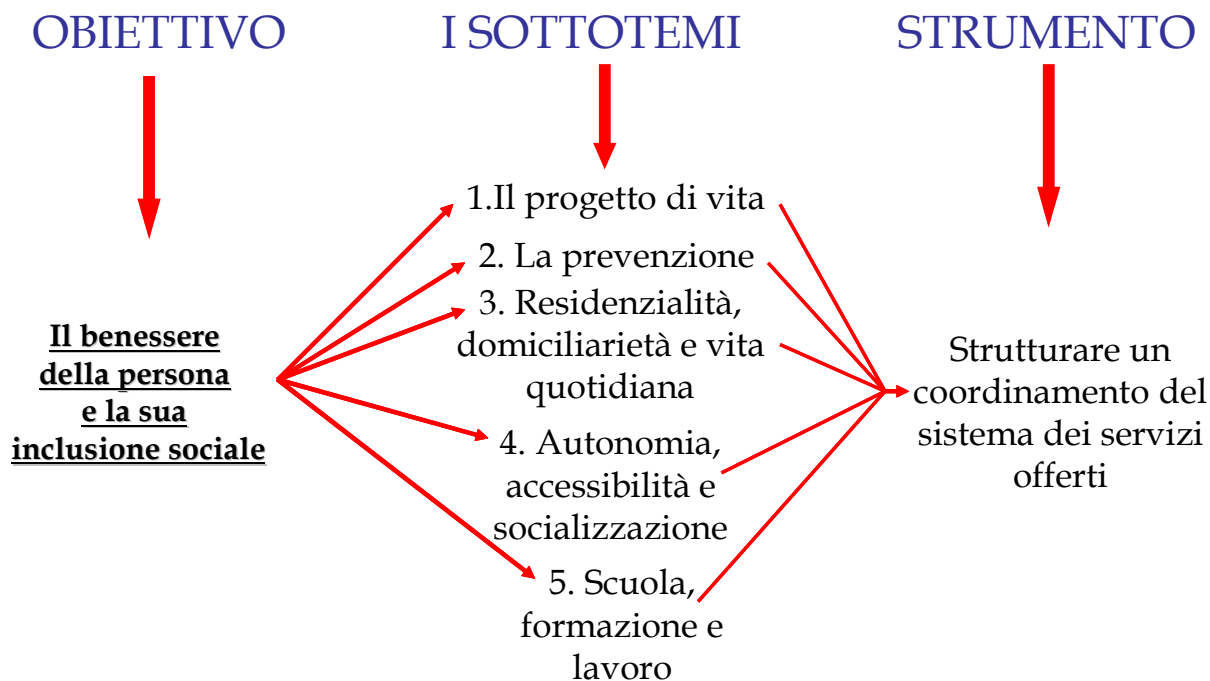 OBIETTIVO
I SOTTOTEMI
STRUMENTO
Il benessere
della persona
e la sua
inclusione sociale
1.Il progetto di vita
2. La prevenzione
3. Residenzialità,
domiciliarietà e vita
quotidiana
4. Autonomia,
accessibilità e
socializzazione
5. Scuola,
formazione e
lavoro
Strutturare un
coordinamento del
sistema dei servizi
offerti